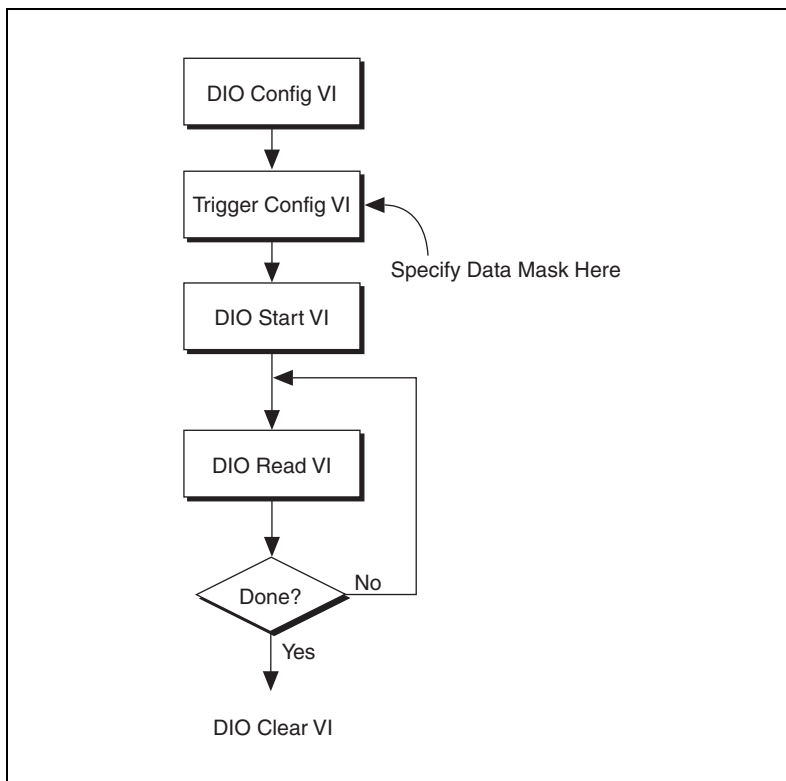 DIO Config VI
Trigger Config VI
Specify Data Mask Here
DIO Start VI
DIO Read VI
Done?
No
Yes
DIO Clear VI